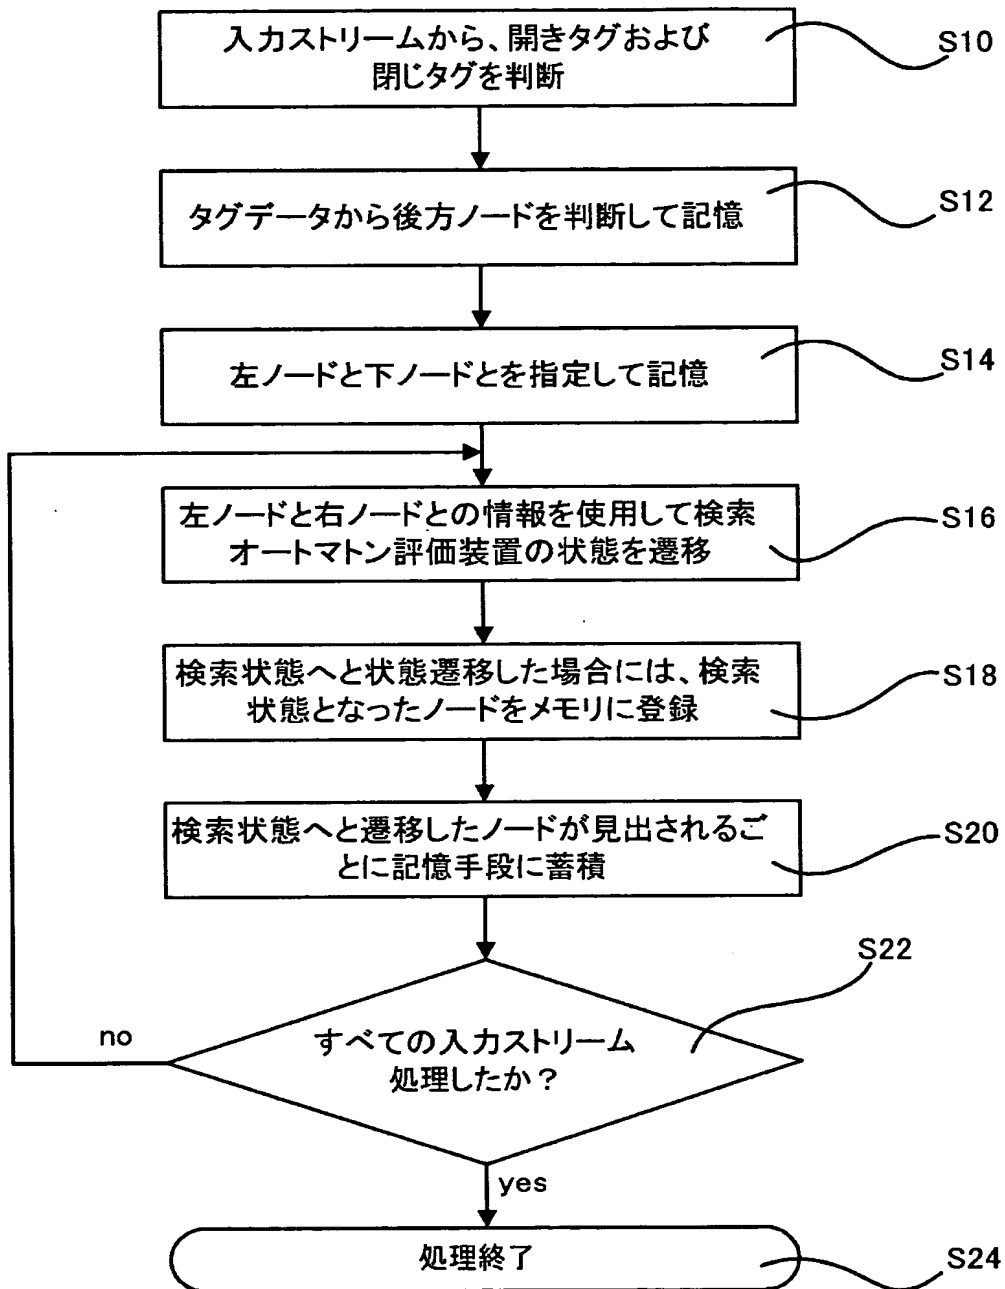 入力ストリームから、開きタグおよび
閉じタグを判断
S10
タグデータから後方ノードを判断して記憶
S12
左ノードと下ノードとを指定して記憶
S14
左ノードと右ノードとの情報を使用して検索
オートマトン評価装置の状態を遷移
S16
検索状態へと状態遷移した場合には、検索
状態となったノードをメモリに登録
S18
検索状態へと遷移したノードが見出されるご
とに記憶手段に蓄積
S20
S22
すべての入力ストリーム
処理したか?
no
yes
処理終了
S24